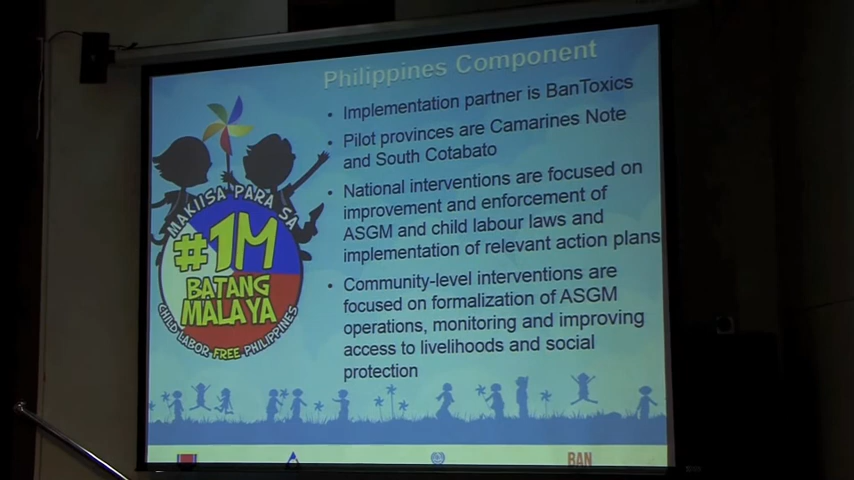 Philippines Component
• Implementation partner is BanToxics
• Pilot provinces are Camarines Note
and South Cotabato
• National interventions are focused on
improvement and enforcement of
ASGM and child labour laws and
implementation of relevant action plans
• Community-level interventions are
focused on formalization of ASGM
operations, monitoring and improving
access to livelihoods and social
protection
MAKIISA PARA SA
#1M
BATANG
MALAYA
CHILD LABOR FREE PHILIPPINES
BAN